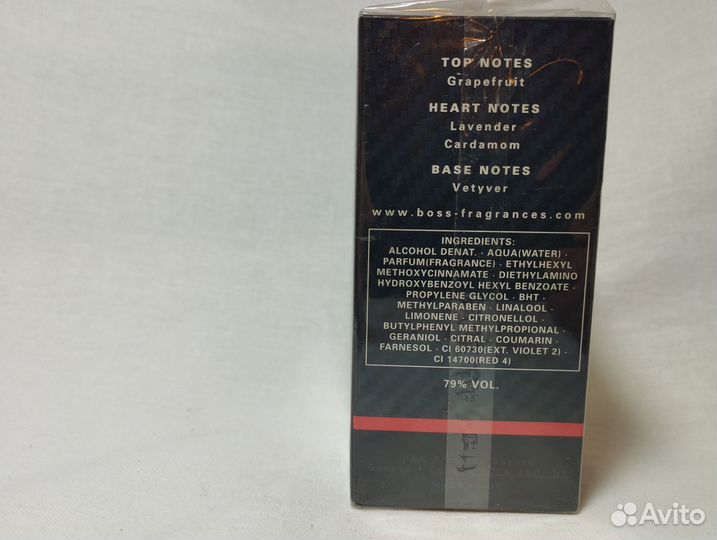 TOP NOTES
Grapefruit
HEART NOTES
Lavender
Cardamom
BASE NOTES
Vetyver
www.boss-fragrances.com
INGREDIENTS:
ALCOHOL DENAT. · AQUA(WATER) ·
PARFUM(FRAGRANCE) · ETHYLHEXYL
METHOXYCINNAMATE · DIETHYLAMINO
HYDROXYBENZOYL HEXYL BENZOATE ·
PROPYLENE GLYCOL · BHT ·
METHYLPARABEN · LINALOOL ·
LIMONENE · CITRONELLOL ·
BUTYLPHENYL METHYLPROPIONAL ·
GERANIOL · CITRAL · COUMARIN ·
FARNESOL · CI 60730(EXT. VIOLET 2) ·
CI 14700(RED 4)
79% VOL.
Avito